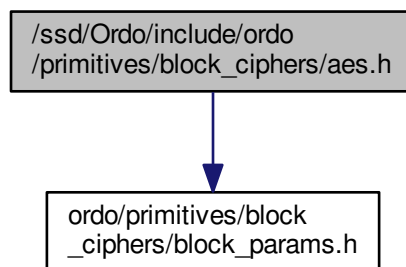 /ssd/Ordo/include/ordo
/primitives/block_ciphers/aes.h
ordo/primitives/block
_ciphers/block_params.h